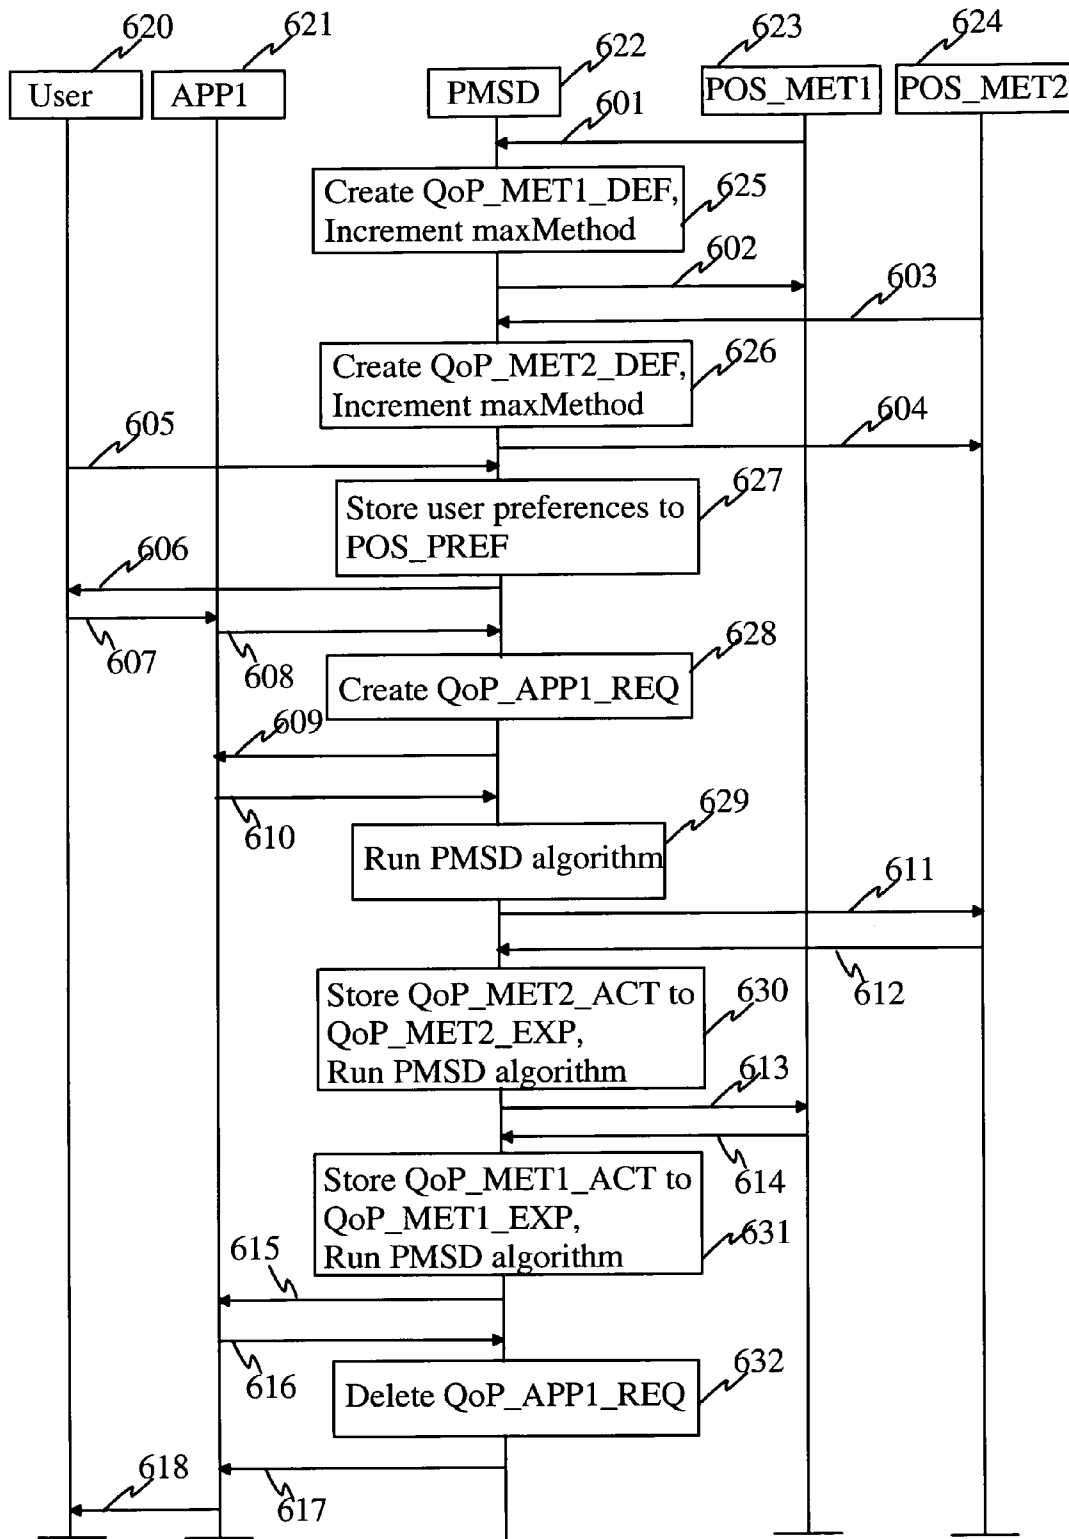 620
621
622
623
624
User
APP1
PMSD
POS_MET1
POS_MET2
601
Create QoP_MET1_DEF,
Increment maxMethod
625
602
603
Create QoP_MET2_DEF,
Increment maxMethod
626
604
605
Store user preferences to
POS_PREF
627
606
607
608
628
Create QoP_APP1_REQ
609
610
629
Run PMSD algorithm
611
612
Store QoP_MET2_ACT to
QoP_MET2_EXP,
Run PMSD algorithm
630
613
614
Store QoP_MET1_ACT to
QoP_MET1_EXP,
Run PMSD algorithm
631
615
616
632
Delete QoP_APP1_REQ
617
618